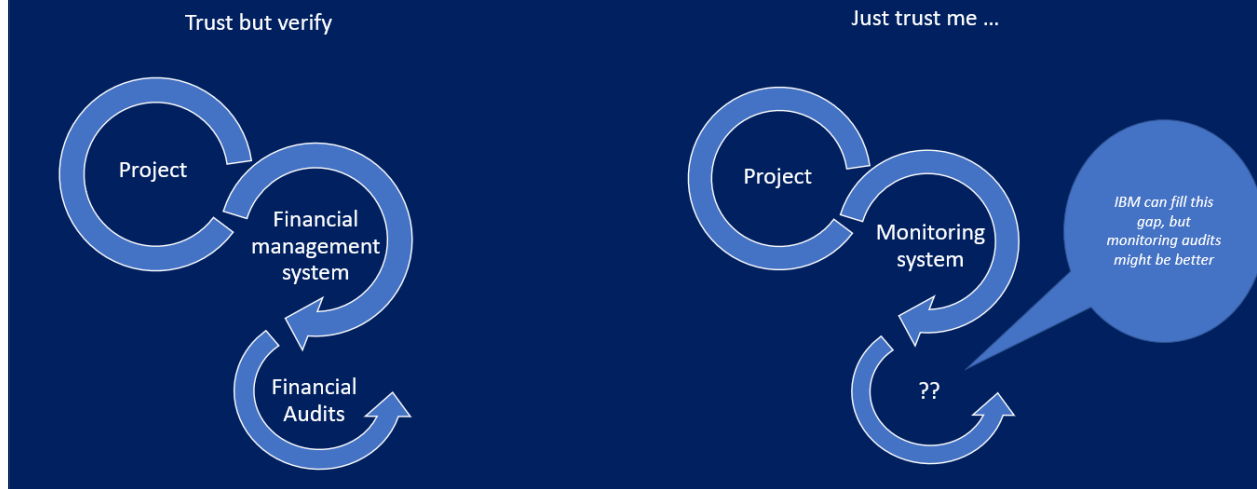 Trust but verify
Project
Financial
management
system
Financial
Audits
Just trust me ...
Project
Monitoring
system
??
IBM can fill this
gap, but
monitoring audits
might be better